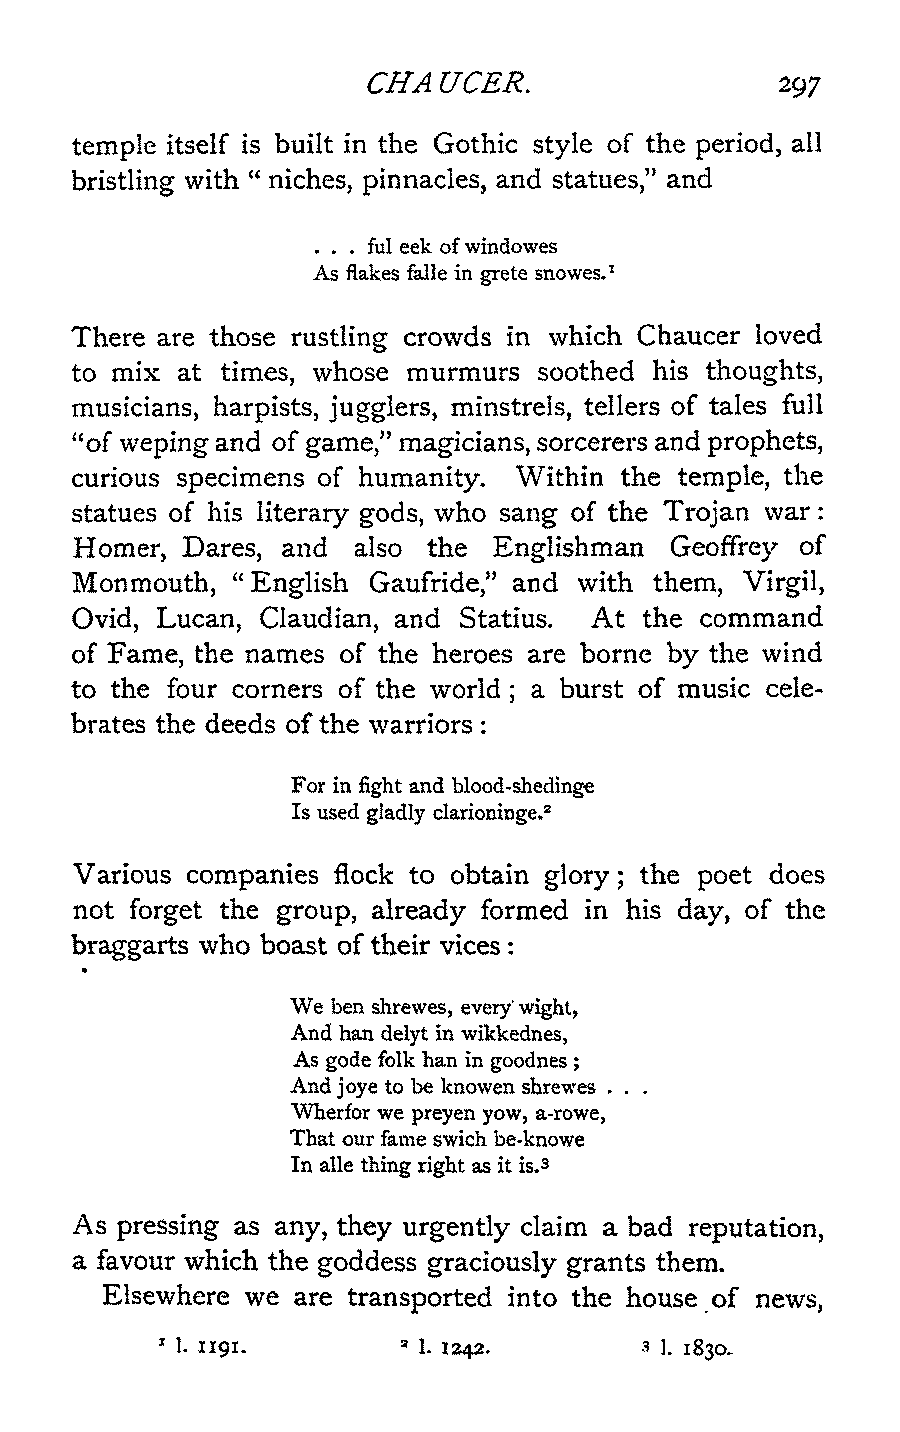 CHAUCER. 297
temple itself is built in the Gothic style of the period, all
bristling with “ niches, pinnacles, and statues,” and
. . . ful eek of windowes
As flakes falle in grete snowes.¹
There are those rustling crowds in which Chaucer loved
to mix at times, whose murmurs soothed his thoughts,
musicians, harpists, jugglers, minstrels, tellers of tales full
“of weping and of game,” magicians, sorcerers and prophets,
curious specimens of humanity. Within the temple, the
statues of his literary gods, who sang of the Trojan war :
Homer, Dares, and also the Englishman Geoffrey of
Monmouth, “ English Gaufride,” and with them, Virgil,
Ovid, Lucan, Claudian, and Statius. At the command
of Fame, the names of the heroes are borne by the wind
to the four corners of the world ; a burst of music cele-
brates the deeds of the warriors :
For in fight and blood-shedinge
Is used gladly clarioninge.²
Various companies flock to obtain glory ; the poet does
not forget the group, already formed in his day, of the
braggarts who boast of their vices :
We ben shrewes, every wight,
And han delyt in wikkednes,
As gode folk han in goodnes ;
And joye to be knowen shrewes . . .
Wherfor we preyen yow, a-rowe,
That our fame swich be-knowe
In alle thing right as it is.³
As pressing as any, they urgently claim a bad reputation,
a favour which the goddess graciously grants them.
Elsewhere we are transported into the house of news,
¹ l. 1191. ² l. 1242. ³ l. 1830.